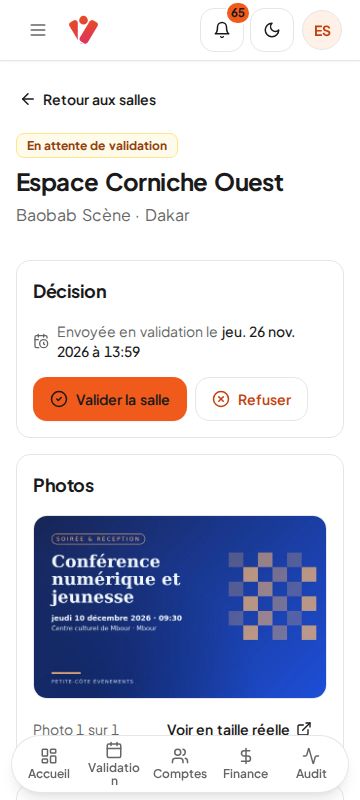 65
ES
Retour aux salles
En attente de validation
Espace Corniche Ouest
Baobab Scène · Dakar
Décision
Envoyée en validation le jeu. 26 nov.
2026 à 13:59
Valider la salle
Refuser
Photos
SOIRÉE & RÉCEPTION
Conférence
numérique et
jeunesse
jeudi 10 décembre 2026 · 09:30
Centre culturel de Mbour · Mbour
PETITE-CÔTE ÉVÉNEMENTS
Photo 1 sur 1
Voir en taille réelle
Accueil
Validatio
n
Comptes
Finance
Audit